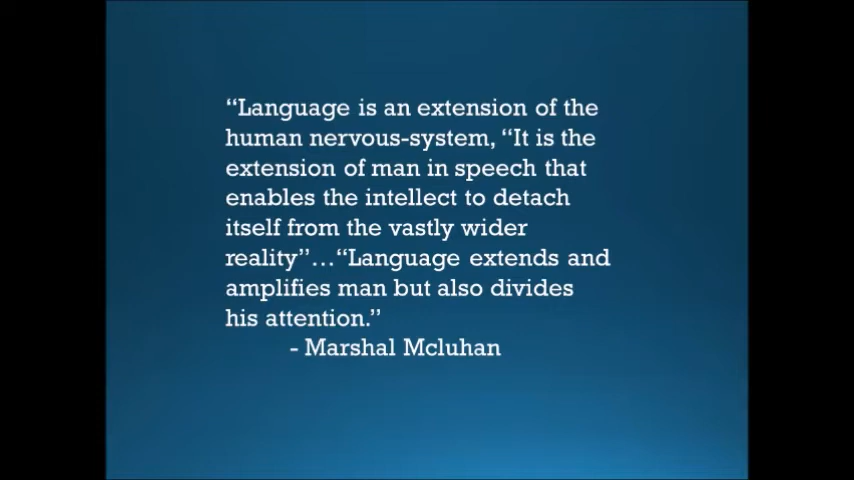 “Language is an extension of the
human nervous-system, “It is the
extension of man in speech that
enables the intellect to detach
itself from the vastly wider
reality”...“Language extends and
amplifies man but also divides
his attention.”
- Marshal Mcluhan